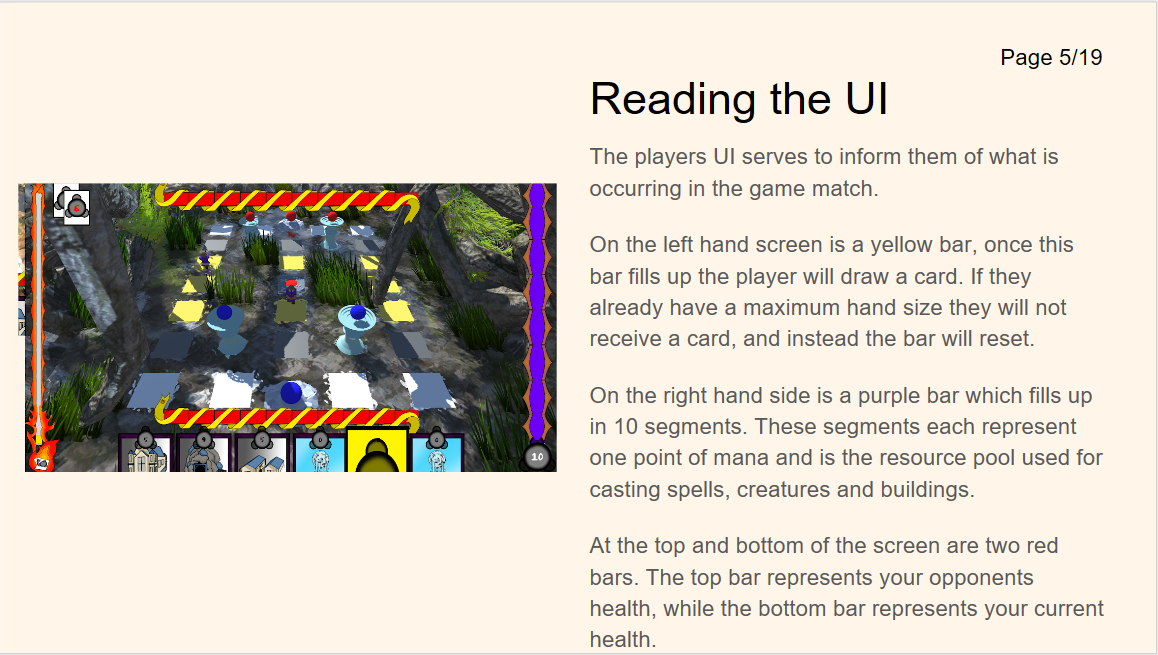 Page 5/19
Reading the UI
The players UI serves to inform them of what is
occurring in the game match.
On the left hand screen is a yellow bar, once this
bar fills up the player will draw a card. If they
already have a maximum hand size they will not
receive a card, and instead the bar will reset.
On the right hand side is a purple bar which fills up
in 10 segments. These segments each represent
one point of mana and is the resource pool used for
casting spells, creatures and buildings.
At the top and bottom of the screen are two red
bars. The top bar represents your opponents
health, while the bottom bar represents your current
health.
6
10